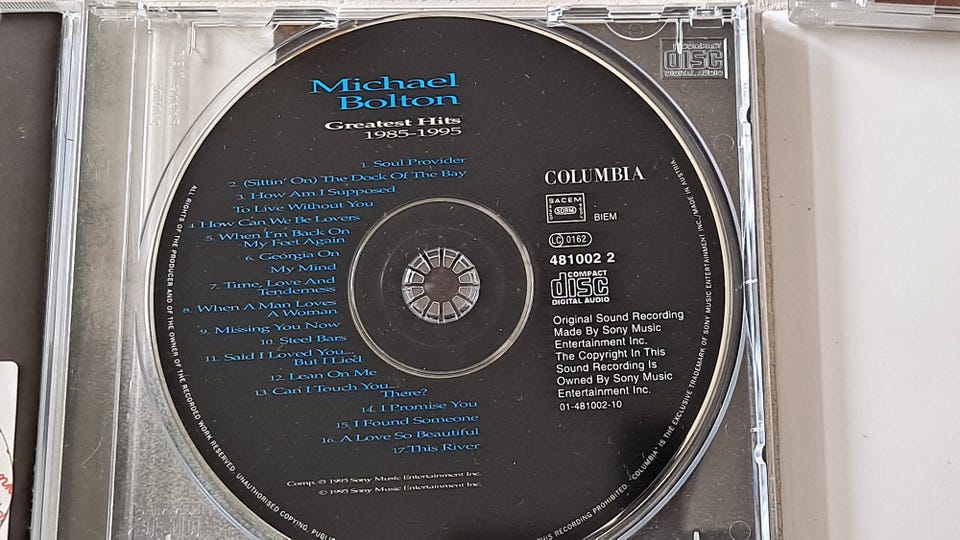 Michael
Bolton
Greatest Hits
1985-1995
1. Soul Provider
2. (Sittin' On) The Dock Of The Bay
3. How Am I Supposed
To Live Without You
4. How Can We Be Lovers
5. When I'm Back On
My Feet Again
6. Georgia On
My Mind
7. Time, Love And
Tenderness
8. When A Man Loves
A Woman
9. Missing You Now
10. Steel Bars
11. Said I Loved You...
But I Lied
12. Lean On Me
13. Can I Touch You...
There?
14. I Promise You
15. I Found Someone
16. A Love So Beautiful
17. This River
Comp. ℗ 1995 Sony Music Entertainment Inc.
© 1995 Sony Music Entertainment Inc.
COLUMBIA
SACEM
SDRM
BIEM
LC 0162
481002 2
COMPACT
disc
DIGITAL AUDIO
Original Sound Recording
Made By Sony Music
Entertainment Inc.
The Copyright In This
Sound Recording Is
Owned By Sony Music
Entertainment Inc.
01-481002-10
ALL RIGHTS OF THE PRODUCER AND OF THE OWNER OF THE RECORDED WORK RESERVED. UNAUTHORISED COPYING, PUBLI
THIS RECORDING PROHIBITED. "COLUMBIA" IS THE EXCLUSIVE TRADEMARK OF SONY MUSIC ENTERTAINMENT INC./MADE IN AUSTRIA.
COMPACT
disc
DIGITAL AUDIO